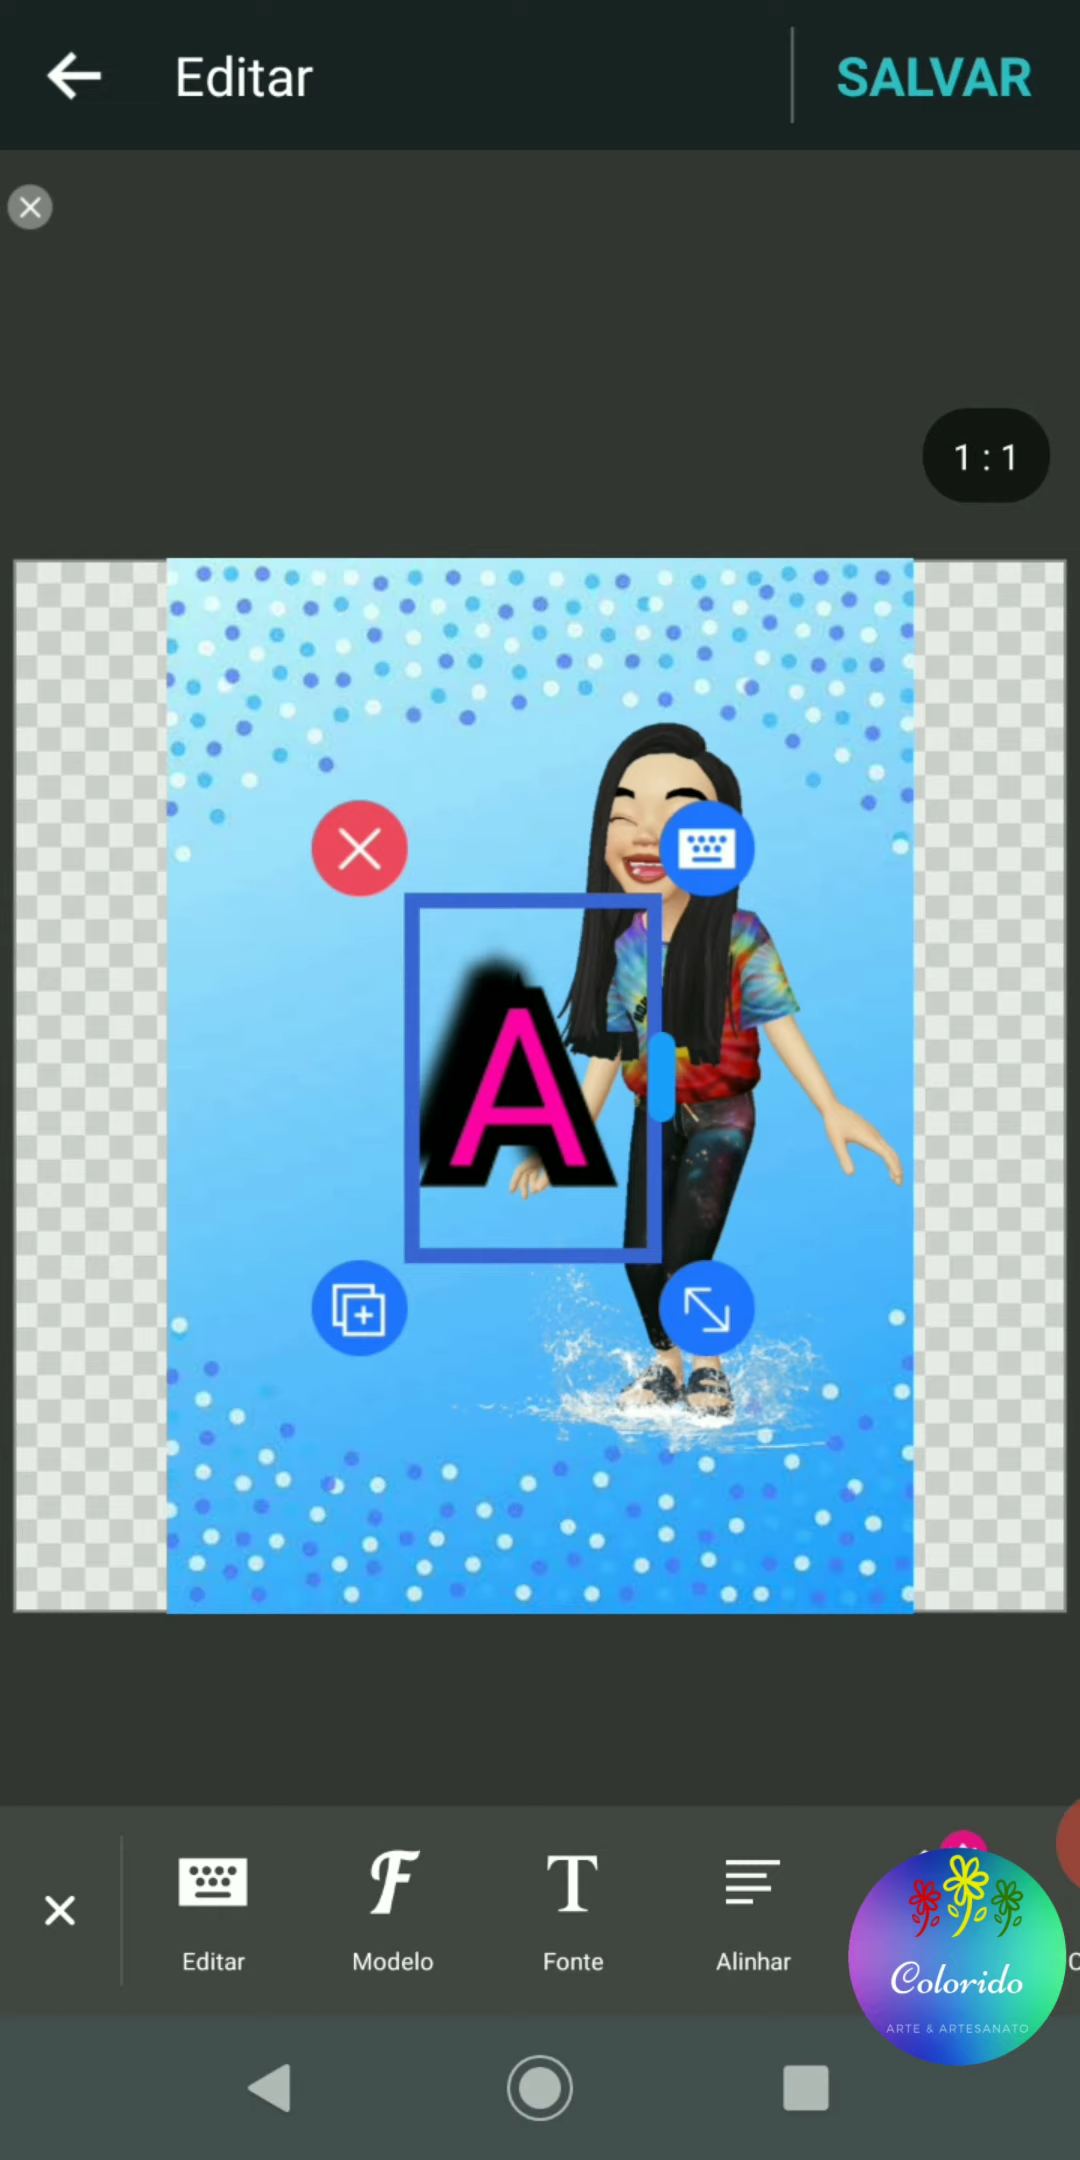 Editar
SALVAR
1:1
A
Editar
Modelo
Fonte
Alinhar
Colorido
ARTE & ARTESANATO